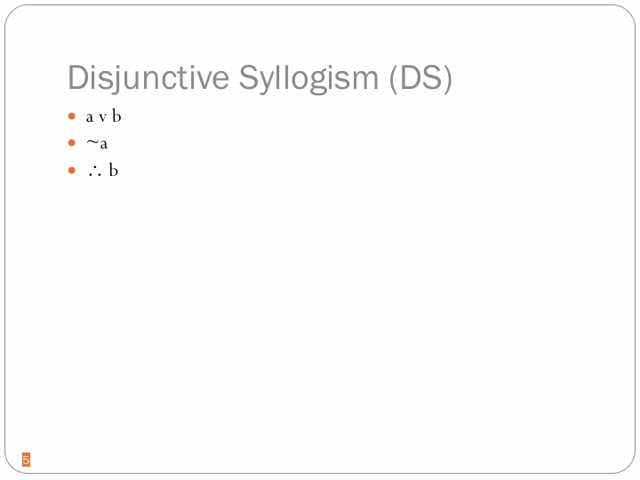 Disjunctive Syllogism (DS)
• a v b
• ~a
• ∴ b
5